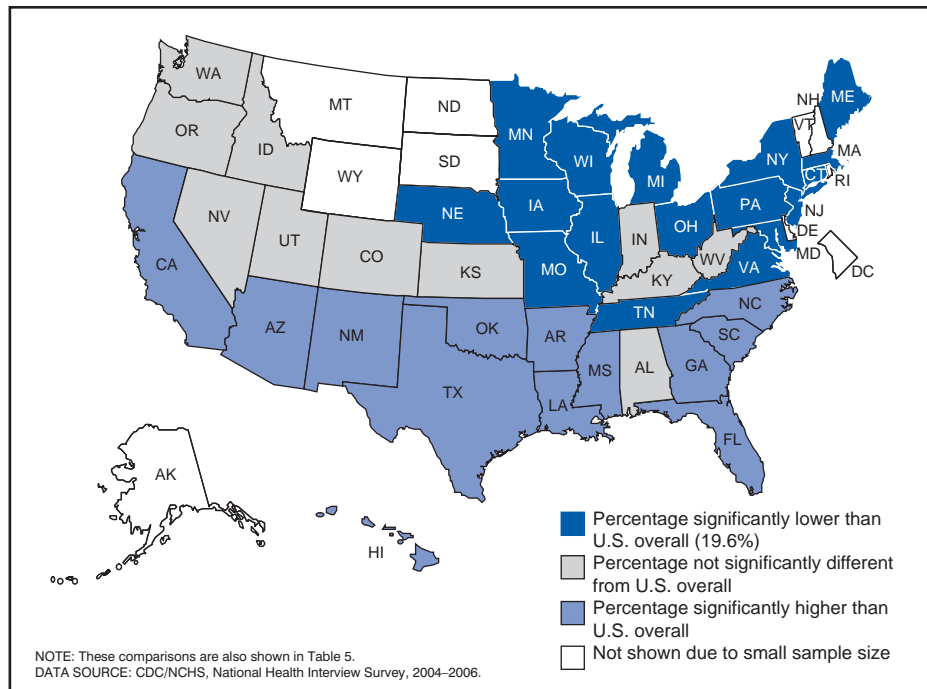 WA
MT
ND
MN
ME
NH
VT
OR
ID
SD
WI
NY
MA
WY
MI
CT
RI
NE
IA
PA
NJ
NV
UT
CO
IL
IN
OH
DE
MD
DC
CA
KS
MO
WV
VA
KY
AZ
NM
OK
AR
TN
NC
SC
TX
MS
AL
GA
LA
FL
AK
HI
Percentage significantly lower than
U.S. overall (19.6%)
Percentage not significantly different
from U.S. overall
Percentage significantly higher than
U.S. overall
Not shown due to small sample size
NOTE: These comparisons are also shown in Table 5.
DATA SOURCE: CDC/NCHS, National Health Interview Survey, 2004–2006.